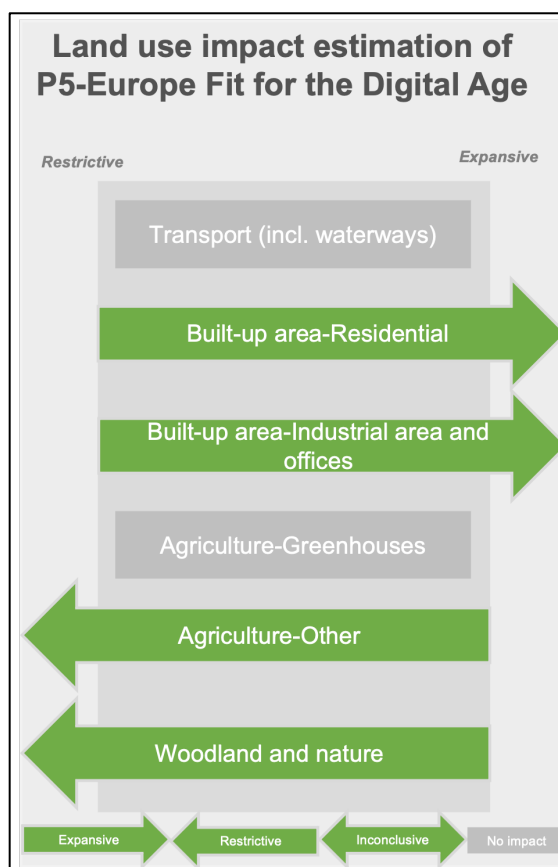 Land use impact estimation of
P5-Europe Fit for the Digital Age
Restrictive
Expansive
Transport (incl. waterways)
Built-up area-Residential
Built-up area-Industrial area and
offices
Agriculture-Greenhouses
Agriculture-Other
Woodland and nature
Expansive
Restrictive
Inconclusive
No impact